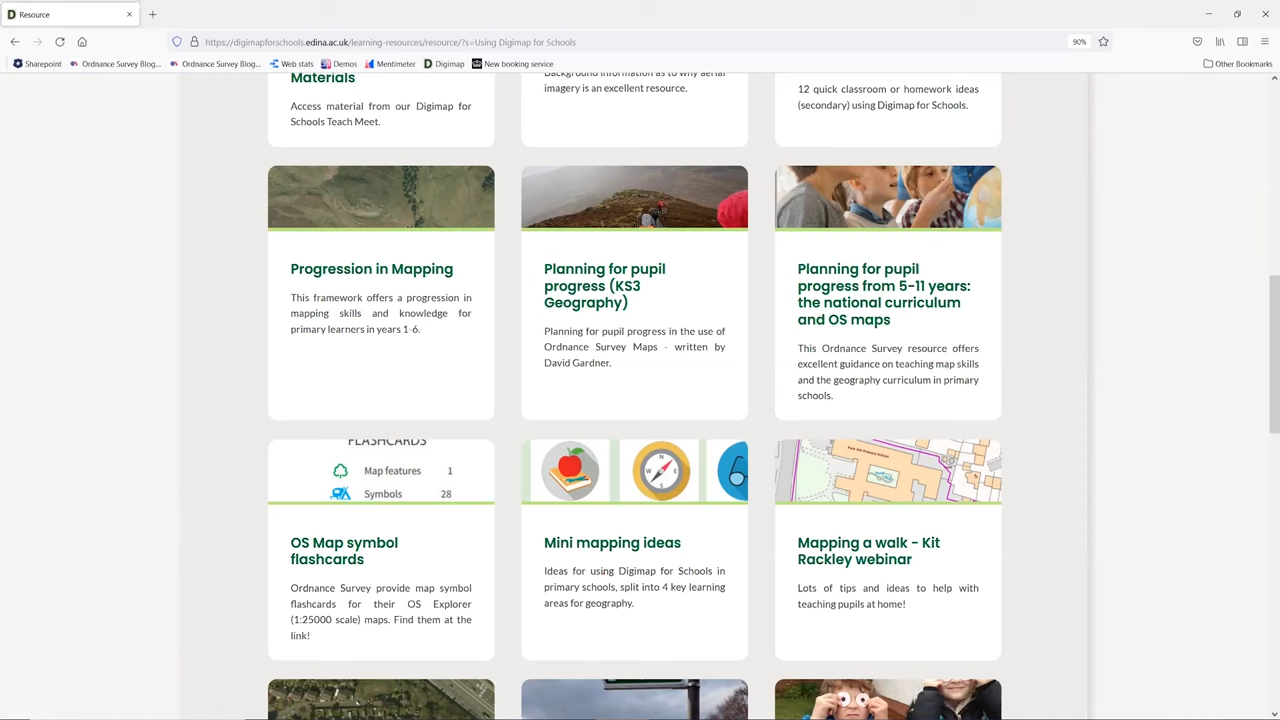 Resource
https://digimapforschools.edina.ac.uk/learning-resources/resource/?s=Using Digimap for Schools
90%
Sharepoint
Ordnance Survey Blog...
Ordnance Survey Blog...
Web stats
Demos
Mentimeter
Digimap
New booking service
Other Bookmarks
Materials
Access material from our Digimap for
Schools Teach Meet.
Background information as to why aerial
imagery is an excellent resource.
12 quick classroom or homework ideas
(secondary) using Digimap for Schools.
Progression in Mapping
This framework offers a progression in
mapping skills and knowledge for
primary learners in years 1-6.
Planning for pupil
progress (KS3
Geography)
Planning for pupil progress in the use of
Ordnance Survey Maps - written by
David Gardner.
Planning for pupil
progress from 5-11 years:
the national curriculum
and OS maps
This Ordnance Survey resource offers
excellent guidance on teaching map skills
and the geography curriculum in primary
schools.
FLASHCARDS
Map features 1
Symbols 28
OS Map symbol
flashcards
Ordnance Survey provide map symbol
flashcards for their OS Explorer
(1:25000 scale) maps. Find them at the
link!
N
W E
S
Mini mapping ideas
Ideas for using Digimap for Schools in
primary schools, split into 4 key learning
areas for geography.
Park Hill Primary School
Mapping a walk - Kit
Rackley webinar
Lots of tips and ideas to help with
teaching pupils at home!